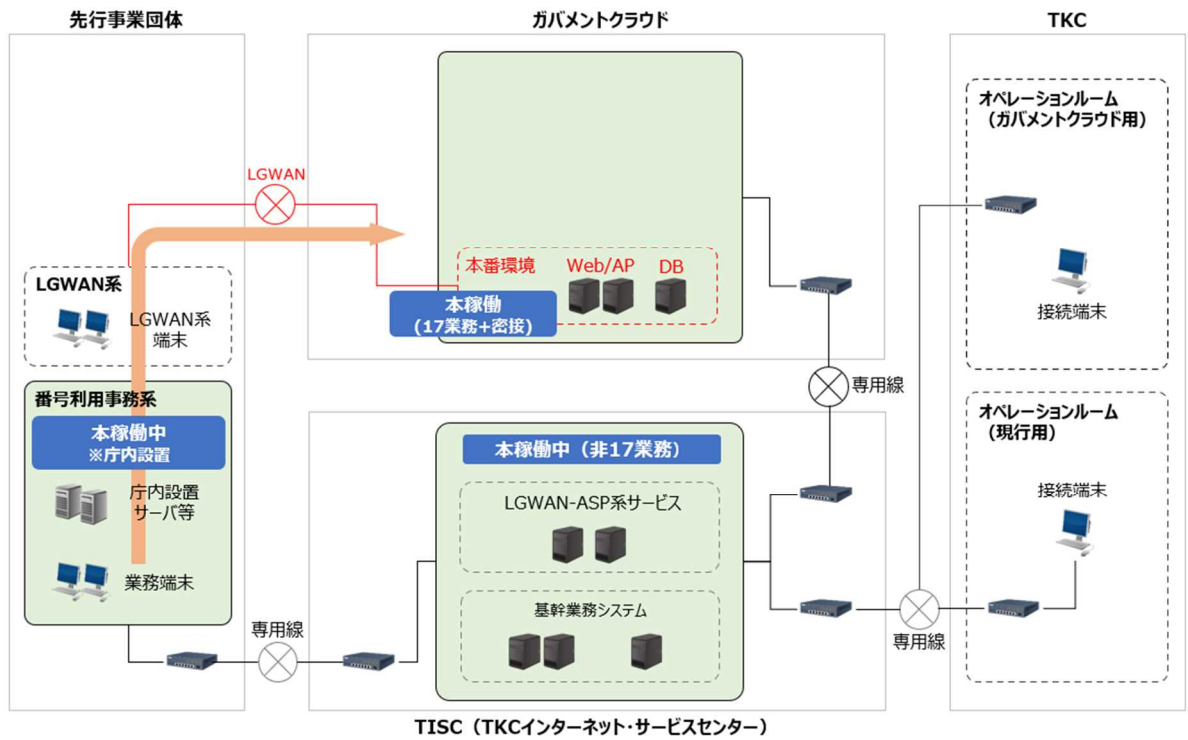 先行事業団体
ガバメントクラウド
TKC
LGWAN
オペレーションルーム
（ガバメントクラウド用）
接続端末
本番環境
Web/AP
DB
本稼働
（17業務+密接）
LGWAN系
LGWAN系
端末
番号利用事務系
本稼働中
※庁内設置
庁内設置
サーバ等
業務端末
専用線
オペレーションルーム
（現行用）
接続端末
本稼働中（非17業務）
LGWAN-ASP系サービス
基幹業務システム
専用線
専用線
TISC（TKCインターネット・サービスセンター）